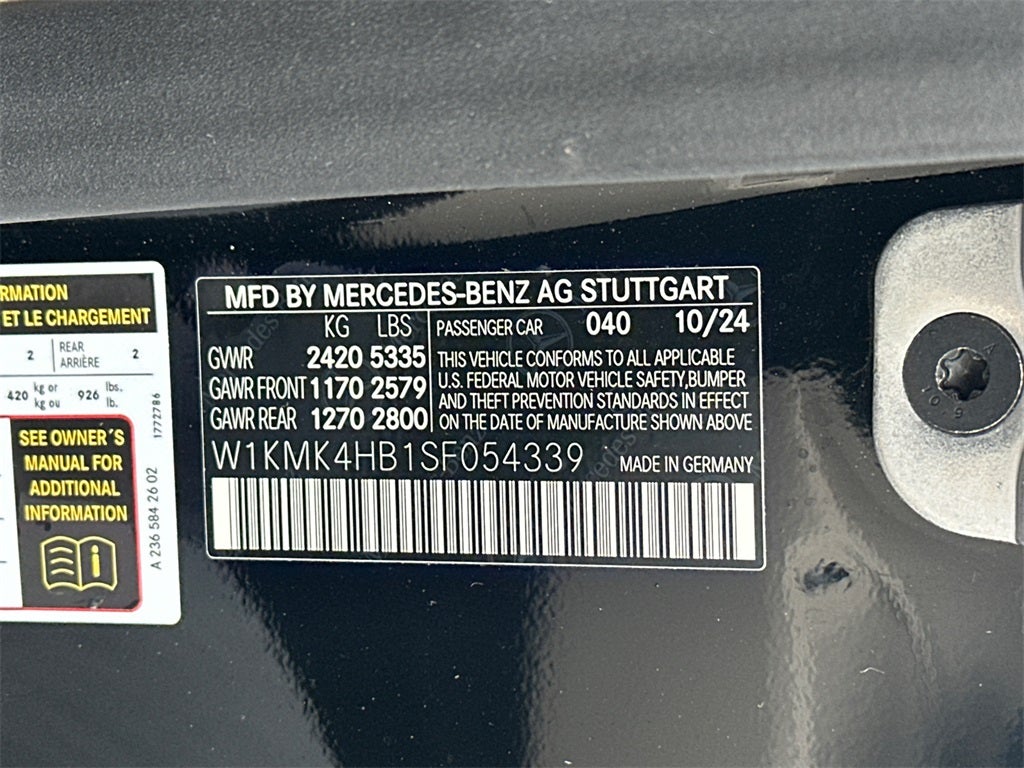 RMATION
ET LE CHARGEMENT
2 REAR ARRIÈRE 2
420 kg or kg ou 926 lbs. lb.
SEE OWNER´S
MANUAL FOR
ADDITIONAL
INFORMATION
1772786
A 236 584 26 02
MFD BY MERCEDES-BENZ AG STUTTGART
KG LBS
GVWR 2420 5335
GAWR FRONT 1170 2579
GAWR REAR 1270 2800
PASSENGER CAR 040 10/24
THIS VEHICLE CONFORMS TO ALL APPLICABLE
U.S. FEDERAL MOTOR VEHICLE SAFETY,BUMPER
AND THEFT PREVENTION STANDARDS IN EFFECT
ON THE DATE OF MANUFACTURE SHOWN ABOVE
W1KMK4HB1SF054339 MADE IN GERMANY